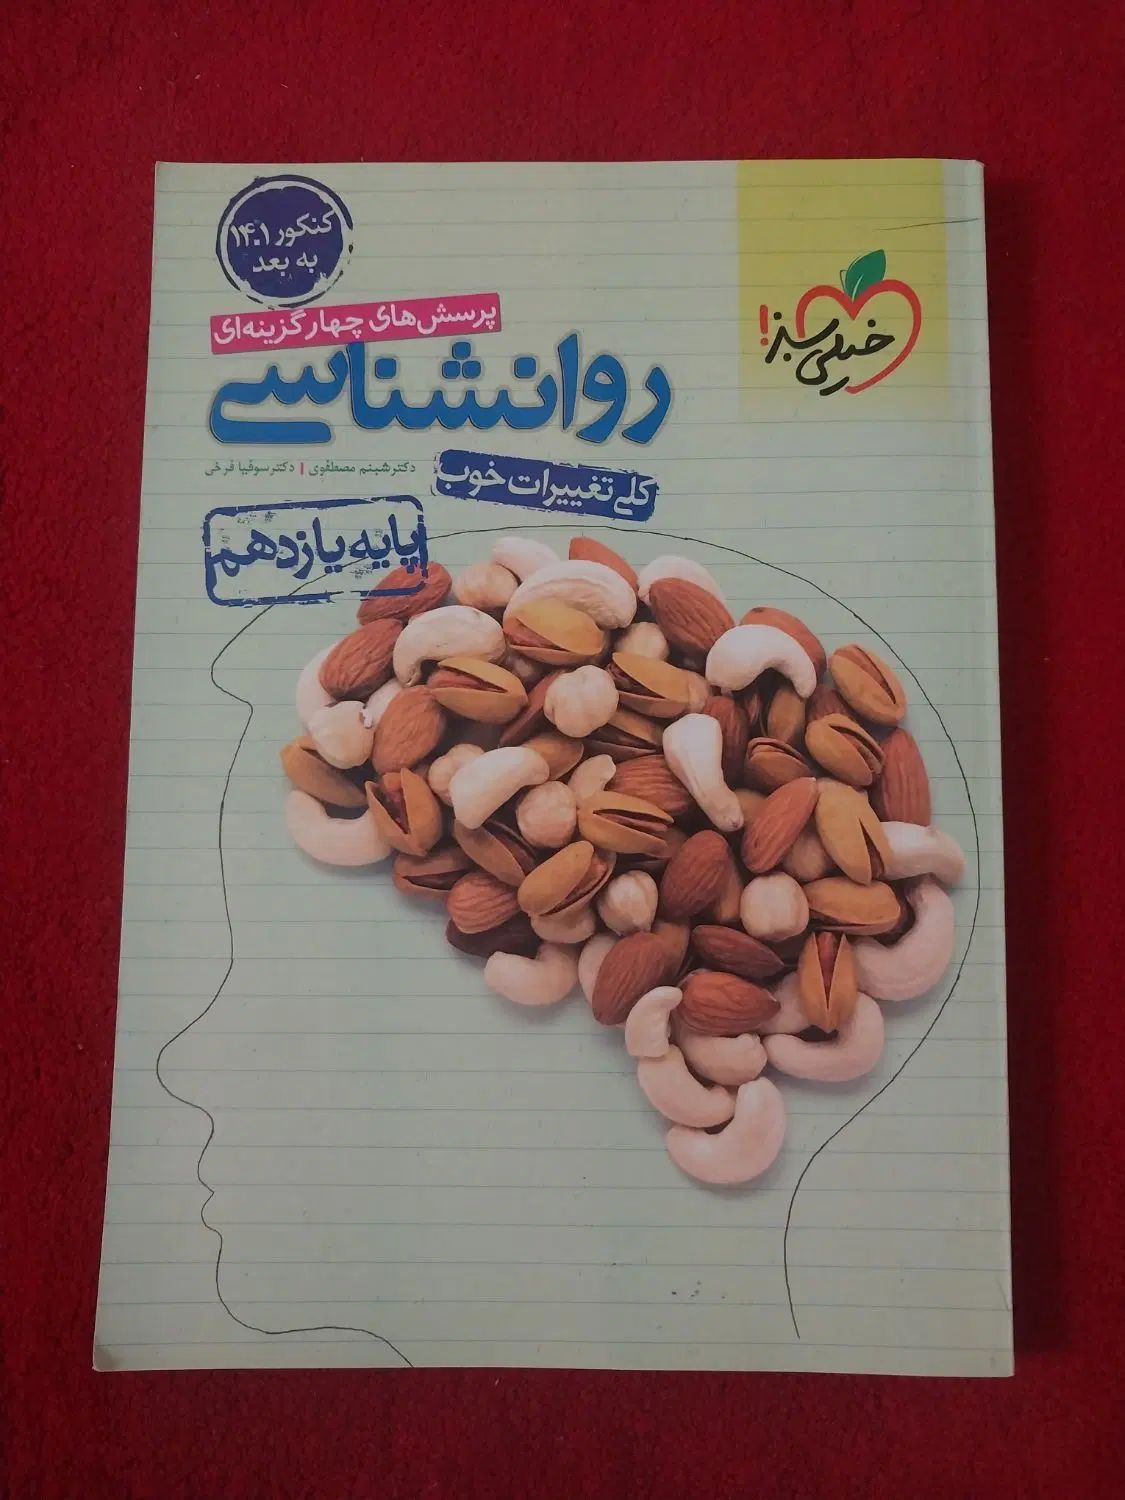 کنکور ۱۴۰۱
به بعد
خیلی سبز!
پرسش‌های چهارگزینه‌ای
روانشناسی
دکتر شبنم مصطفوی | دکتر سوفیا فرخی
کلی تغییرات خوب
پایه یازدهم